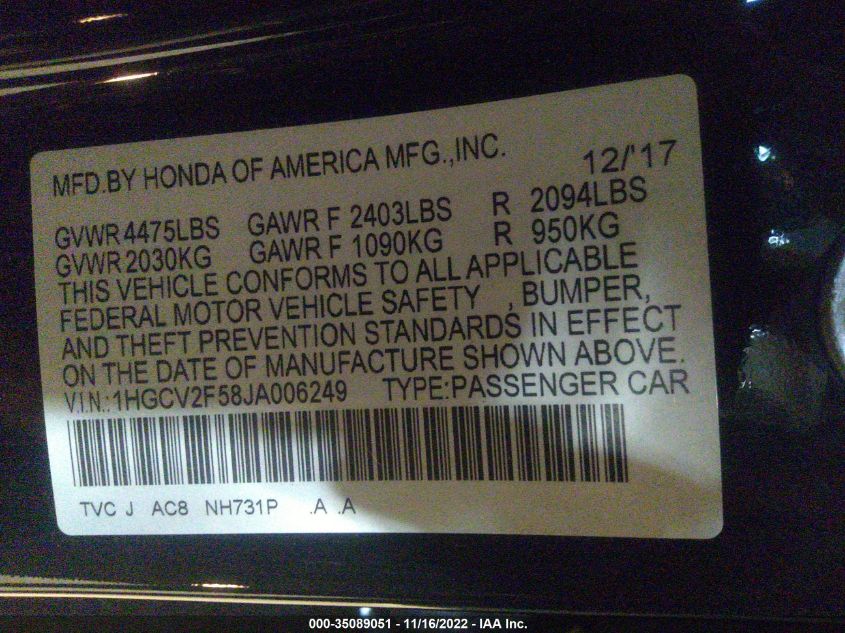 MFD.BY HONDA OF AMERICA MFG.,INC. 12/'17
GVWR 4475LBS GAWR F 2403LBS R 2094LBS
GVWR 2030KG GAWR F 1090KG R 950KG
THIS VEHICLE CONFORMS TO ALL APPLICABLE
FEDERAL MOTOR VEHICLE SAFETY , BUMPER,
AND THEFT PREVENTION STANDARDS IN EFFECT
ON THE DATE OF MANUFACTURE SHOWN ABOVE.
V.I.N.:1HGCV2F58JA006249 TYPE:PASSENGER CAR
TVC J AC8 NH731P .A .A
000-35089051 - 11/16/2022 - IAA Inc.